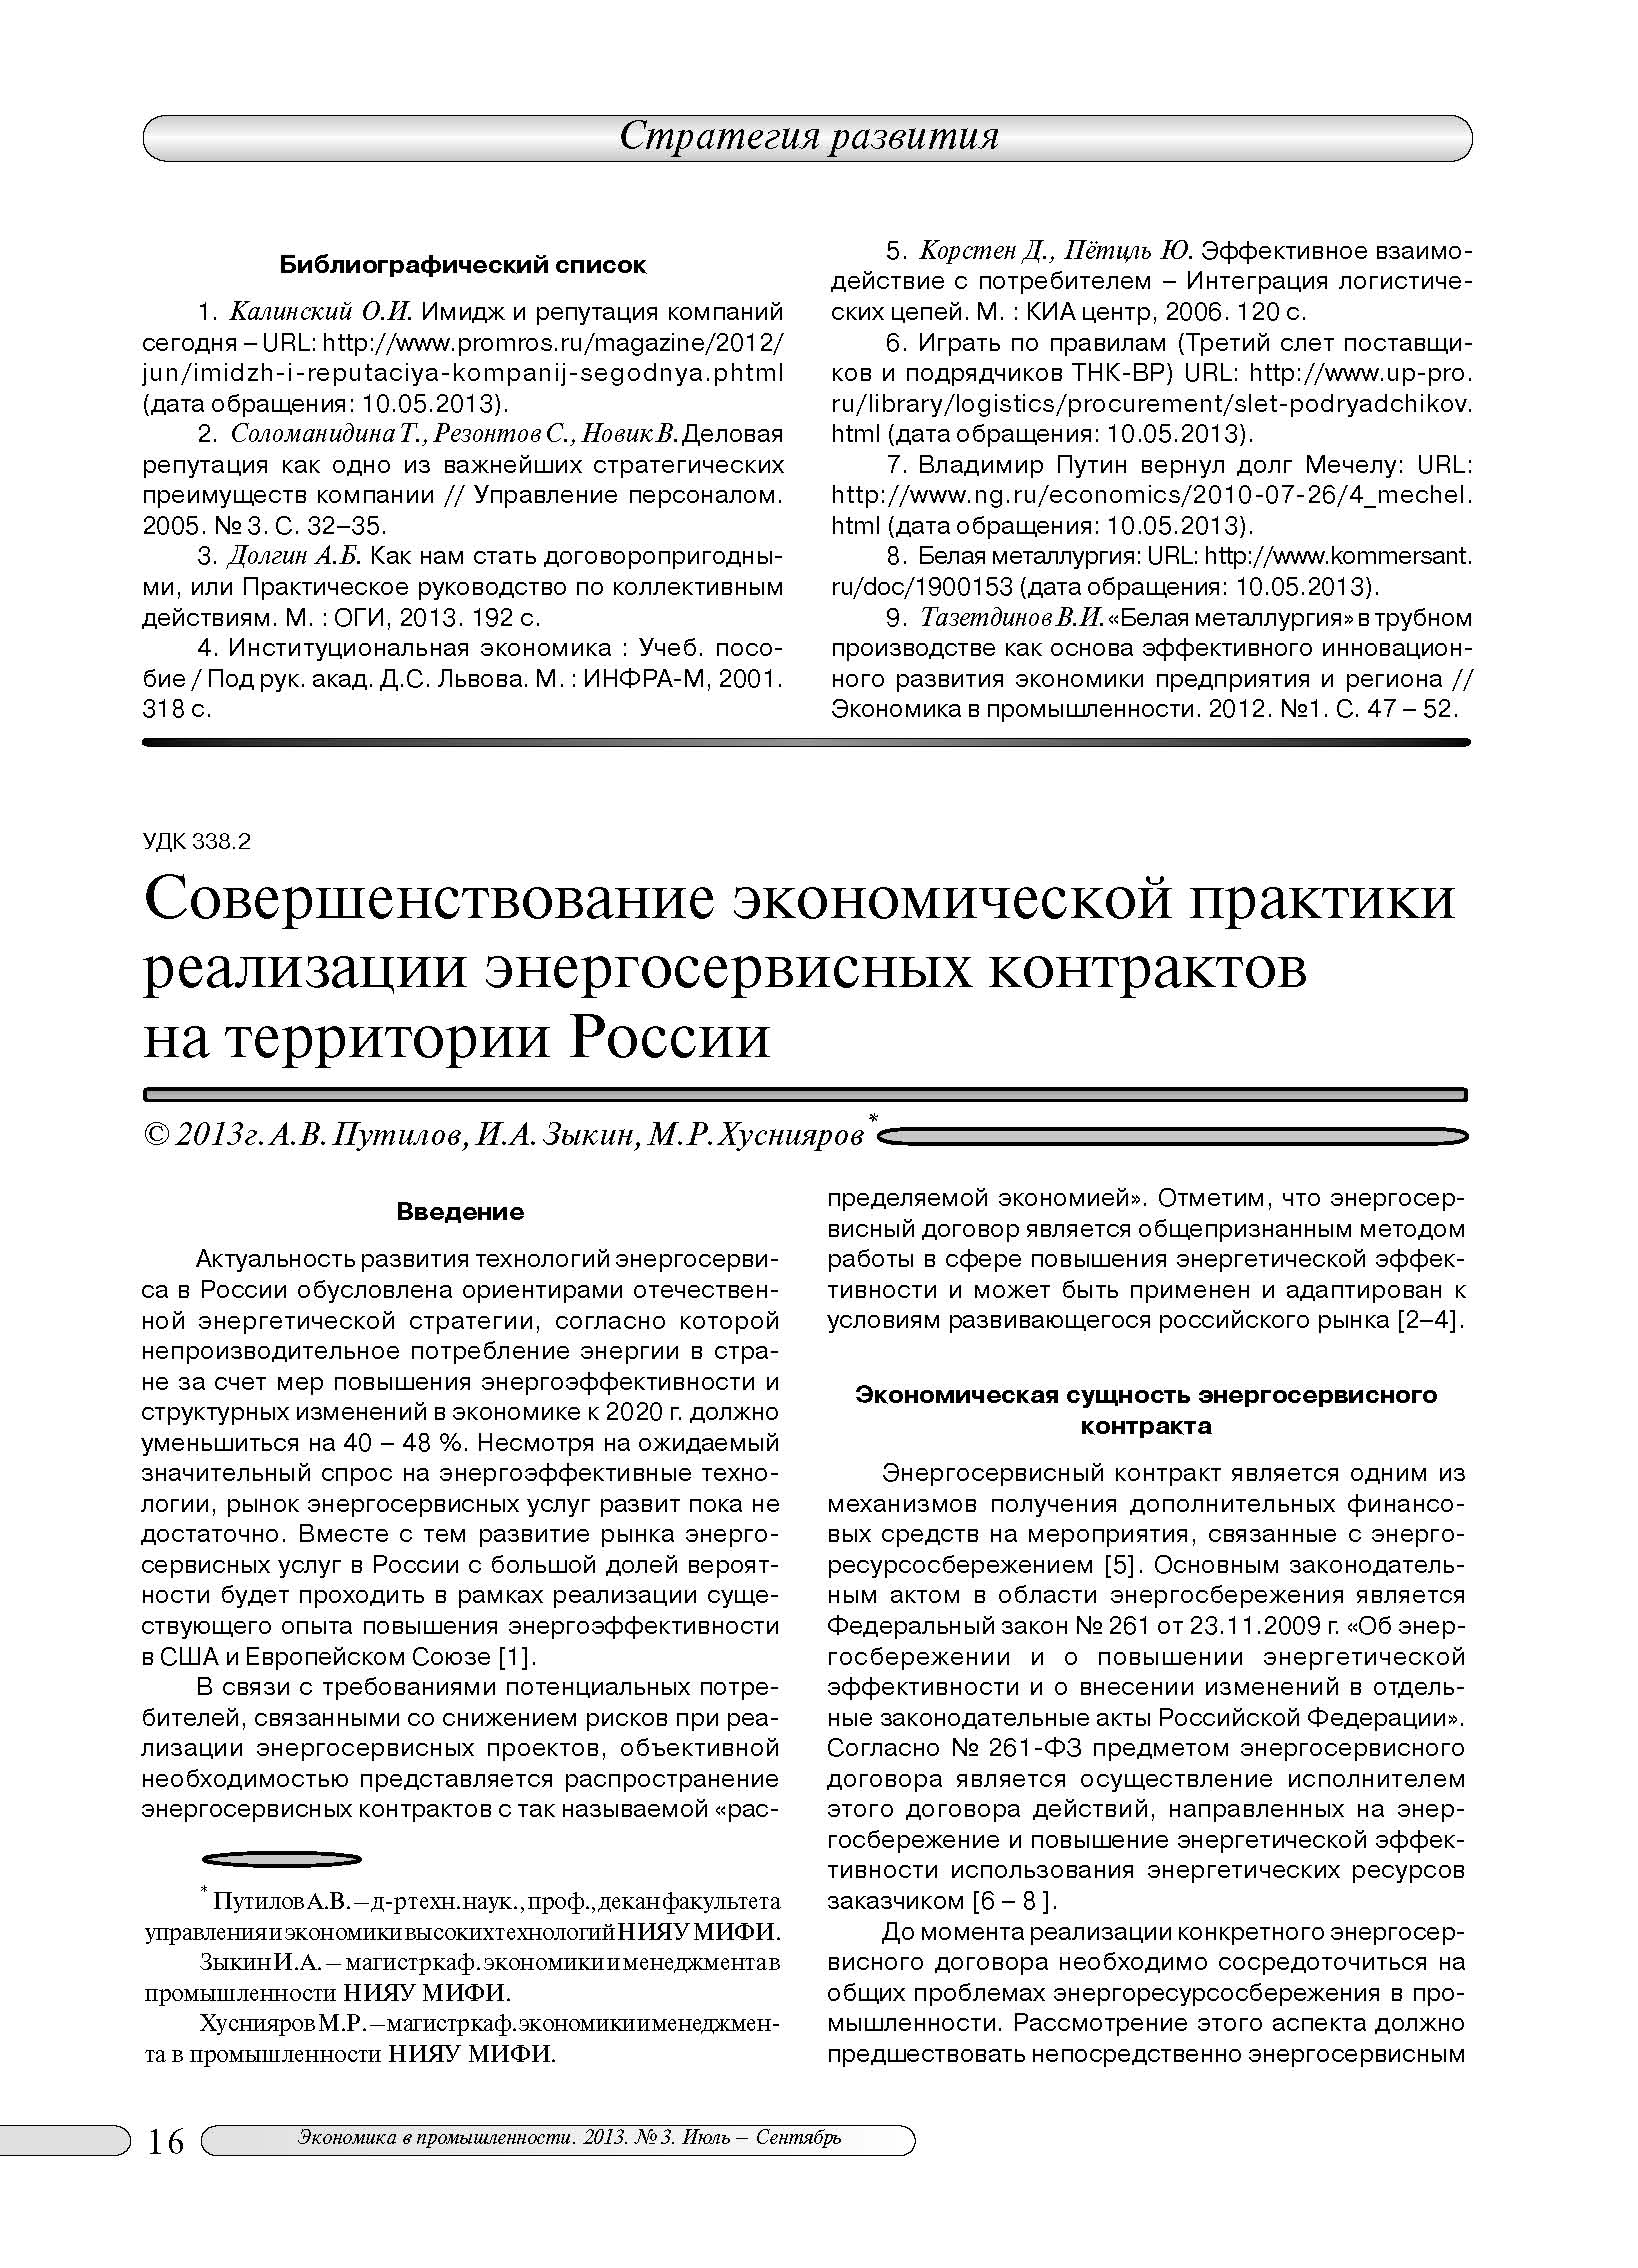 Стратегия развития
Библиографический список
1. Калинский О.И. Имидж и репутация компаний
сегодня – URL: http://www.promros.ru/magazine/2012/
jun/imidzh-i-reputaciya-kompanij-segodnya.phtml
(дата обращения: 10.05.2013).
2. Соломанидина Т., Резонтов С., Новик В. Деловая
репутация как одно из важнейших стратегических
преимуществ компании // Управление персоналом.
2005. № 3. С. 32–35.
3. Долгин А.Б. Как нам стать договоропригодны-
ми, или Практическое руководство по коллективным
действиям. М. : ОГИ, 2013. 192 с.
4. Институциональная экономика : Учеб. посо-
бие / Под рук. акад. Д.С. Львова. М. : ИНФРА-М, 2001.
318 с.
5. Корстен Д., Пётцль Ю. Эффективное взаимо-
действие с потребителем – Интеграция логистиче-
ских цепей. М. : КИА центр, 2006. 120 с.
6. Играть по правилам (Третий слет поставщи-
ков и подрядчиков ТНК-ВР) URL: http://www.up-pro.
ru/library/logistics/procurement/slet-podryadchikov.
html (дата обращения: 10.05.2013).
7. Владимир Путин вернул долг Мечелу: URL:
http://www.ng.ru/economics/2010-07-26/4_mechel.
html (дата обращения: 10.05.2013).
8. Белая металлургия: URL: http://www.kommersant.
ru/doc/1900153 (дата обращения: 10.05.2013).
9. Тазетдинов В.И. «Белая металлургия» в трубном
производстве как основа эффективного инновацион-
ного развития экономики предприятия и региона //
Экономика в промышленности. 2012. №1. С. 47 – 52.
УДК 338.2
Совершенствование экономической практики
реализации энергосервисных контрактов
на территории России
© 2013г. А.В. Путилов, И.А. Зыкин, М.Р. Хуснияров*
Введение
Актуальность развития технологий энергосерви-
са в России обусловлена ориентирами отечествен-
ной энергетической стратегии, согласно которой
непроизводительное потребление энергии в стра-
не за счет мер повышения энергоэффективности и
структурных изменений в экономике к 2020 г. должно
уменьшиться на 40 – 48 %. Несмотря на ожидаемый
значительный спрос на энергоэффективные техно-
логии, рынок энергосервисных услуг развит пока не
достаточно. Вместе с тем развитие рынка энерго-
сервисных услуг в России с большой долей вероят-
ности будет проходить в рамках реализации суще-
ствующего опыта повышения энергоэффективности
в США и Европейском Союзе [1].
В связи с требованиями потенциальных потре-
бителей, связанными со снижением рисков при реа-
лизации энергосервисных проектов, объективной
необходимостью представляется распространение
энергосервисных контрактов с так называемой «рас-
* Путилов А.В. – д-р техн. наук., проф., декан факультета
управления и экономики высоких технологий НИЯУ МИФИ.
Зыкин И.А. – магистр каф. экономики и менеджмента в
промышленности НИЯУ МИФИ.
Хуснияров М.Р. – магистр каф. экономики и менеджмен-
та в промышленности НИЯУ МИФИ.
пределяемой экономией». Отметим, что энергосер-
висный договор является общепризнанным методом
работы в сфере повышения энергетической эффек-
тивности и может быть применен и адаптирован к
условиям развивающегося российского рынка [2–4].
Экономическая сущность энергосервисного
контракта
Энергосервисный контракт является одним из
механизмов получения дополнительных финансо-
вых средств на мероприятия, связанные с энерго-
ресурсосбережением [5]. Основным законодатель-
ным актом в области энергосбережения является
Федеральный закон № 261 от 23.11.2009 г. «Об энер-
госбережении и о повышении энергетической
эффективности и о внесении изменений в отдель-
ные законодательные акты Российской Федерации».
Согласно № 261-ФЗ предметом энергосервисного
договора является осуществление исполнителем
этого договора действий, направленных на энер-
госбережение и повышение энергетической эффек-
тивности использования энергетических ресурсов
заказчиком [6 – 8 ].
До момента реализации конкретного энергосер-
висного договора необходимо сосредоточиться на
общих проблемах энергоресурсосбережения в про-
мышленности. Рассмотрение этого аспекта должно
предшествовать непосредственно энергосервисным
16
Экономика в промышленности. 2013. № 3. Июль – Сентябрь